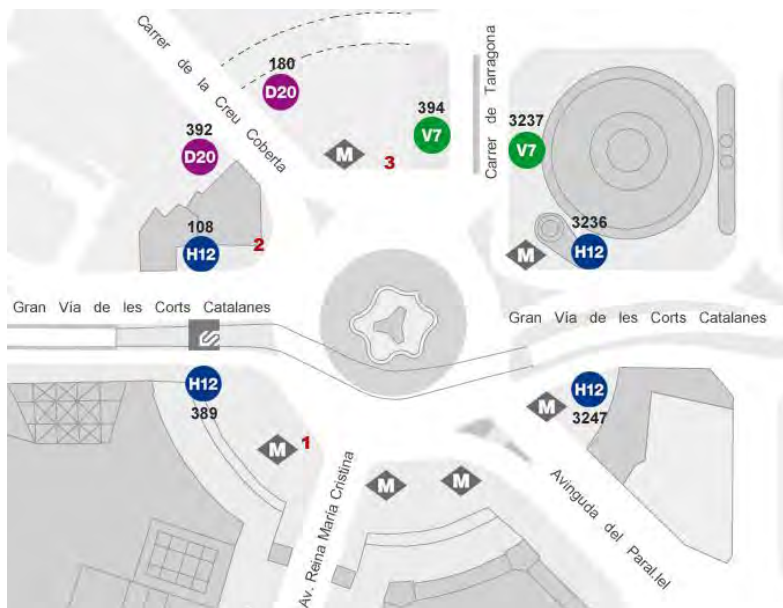 Carrer de la Creu Coberta
180
D20
394
V7
Carrer de Tarragona
3237
V7
392
D20
M
3
108
H12
2
3236
H12
M
Gran Via de les Corts Catalanes
Gran Via de les Corts Catalanes
H12
389
H12
3247
M
M
1
M
M
Av. Reina María Cristina
Avinguda del Paral.lel